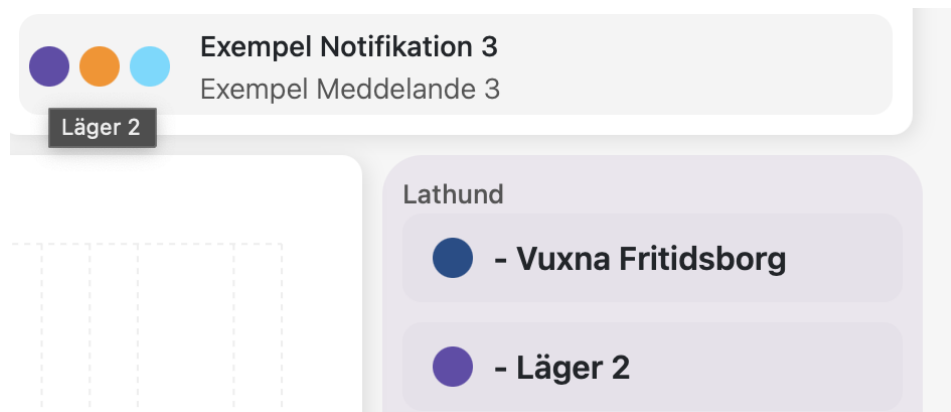 Exempel Notifikation 3
Exempel Meddelande 3
Läger 2
Lathund
- Vuxna Fritidsborg
- Läger 2